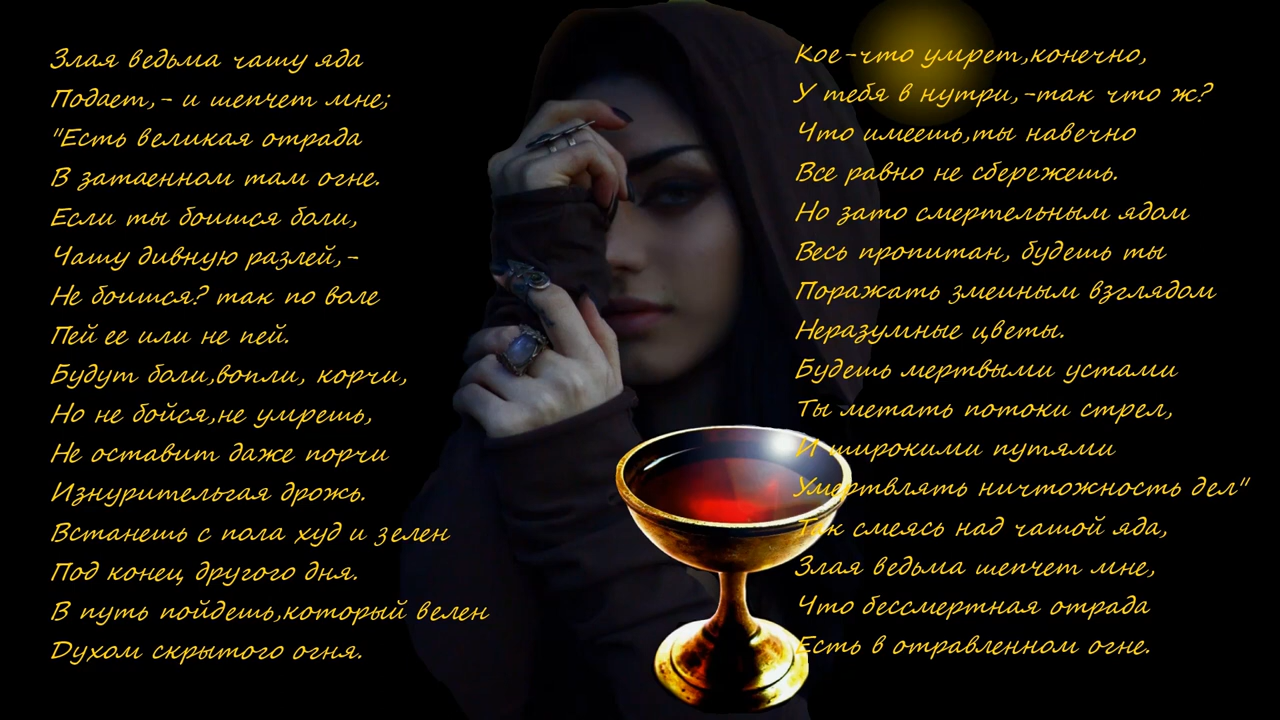 Злая ведьма чашу яда
Подает,- и шепчет мне;
"Есть великая отрада
В затаенном там огне.
Если ты боишся боли,
Чашу дивную разлей,-
Не боишся? так по воле
Пей ее или не пей.
Будут боли,вопли, корчи,
Но не бойся,не умрешь,
Не оставит даже порчи
Изнурительгая дрожь.
Встанешь с пола худ и зелен
Под конец другого дня.
В путь пойдешь,который велен
Духом скрытого огня.
Кое-что умрет,конечно,
У тебя в нутри,-так что ж?
Что имеешь,ты навечно
Все равно не сбережешь.
Но зато смертельным ядом
Весь пропитан, будешь ты
Поражать змеиным взглядом
Неразумные цветы.
Будешь мертвыми устами
Ты метать потоки стрел,
И широкими путями
Умертвлять ничтожность дел"
Так смеясь над чашой яда,
Злая ведьма шепчет мне,
Что бессмертная отрада
Есть в отравленном огне.